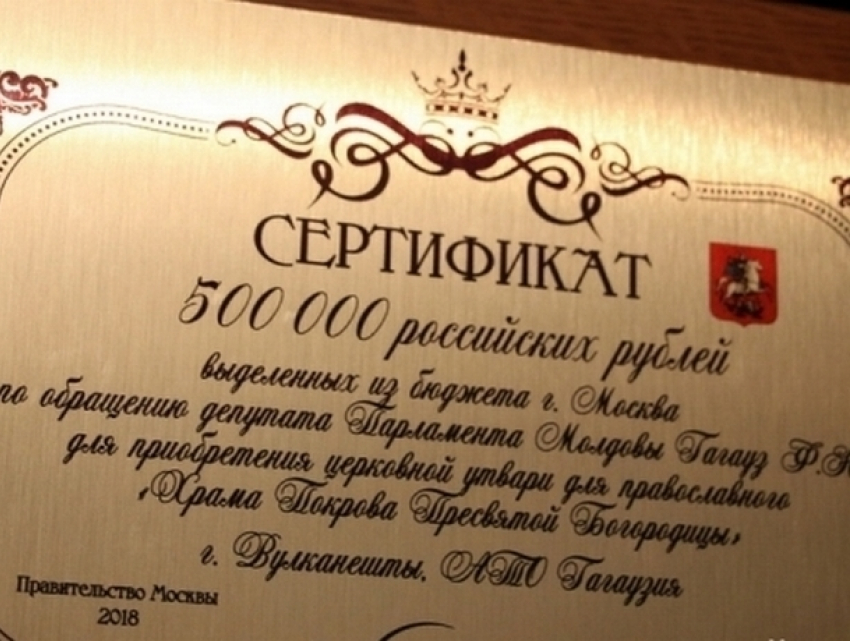 СЕРТИФИКАТ
500 000 российских рублей
выделенных из бюджета г. Москва
по обращению депутата Парламента Молдовы Гагауз Ф.
для приобретения церковной утвари для православного
"Храма Покрова Пресвятой Богородицы"
г. Вулканешты, АТО Гагаузия
Правительство Москвы
2018